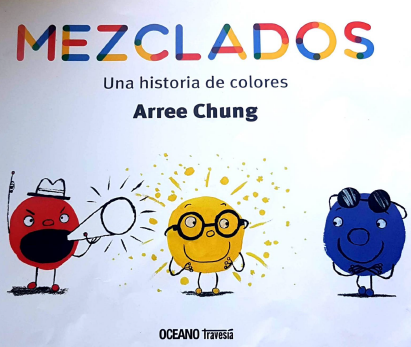 MEZCLADOS
Una historia de colores
Arree Chung
OCEANO travesía